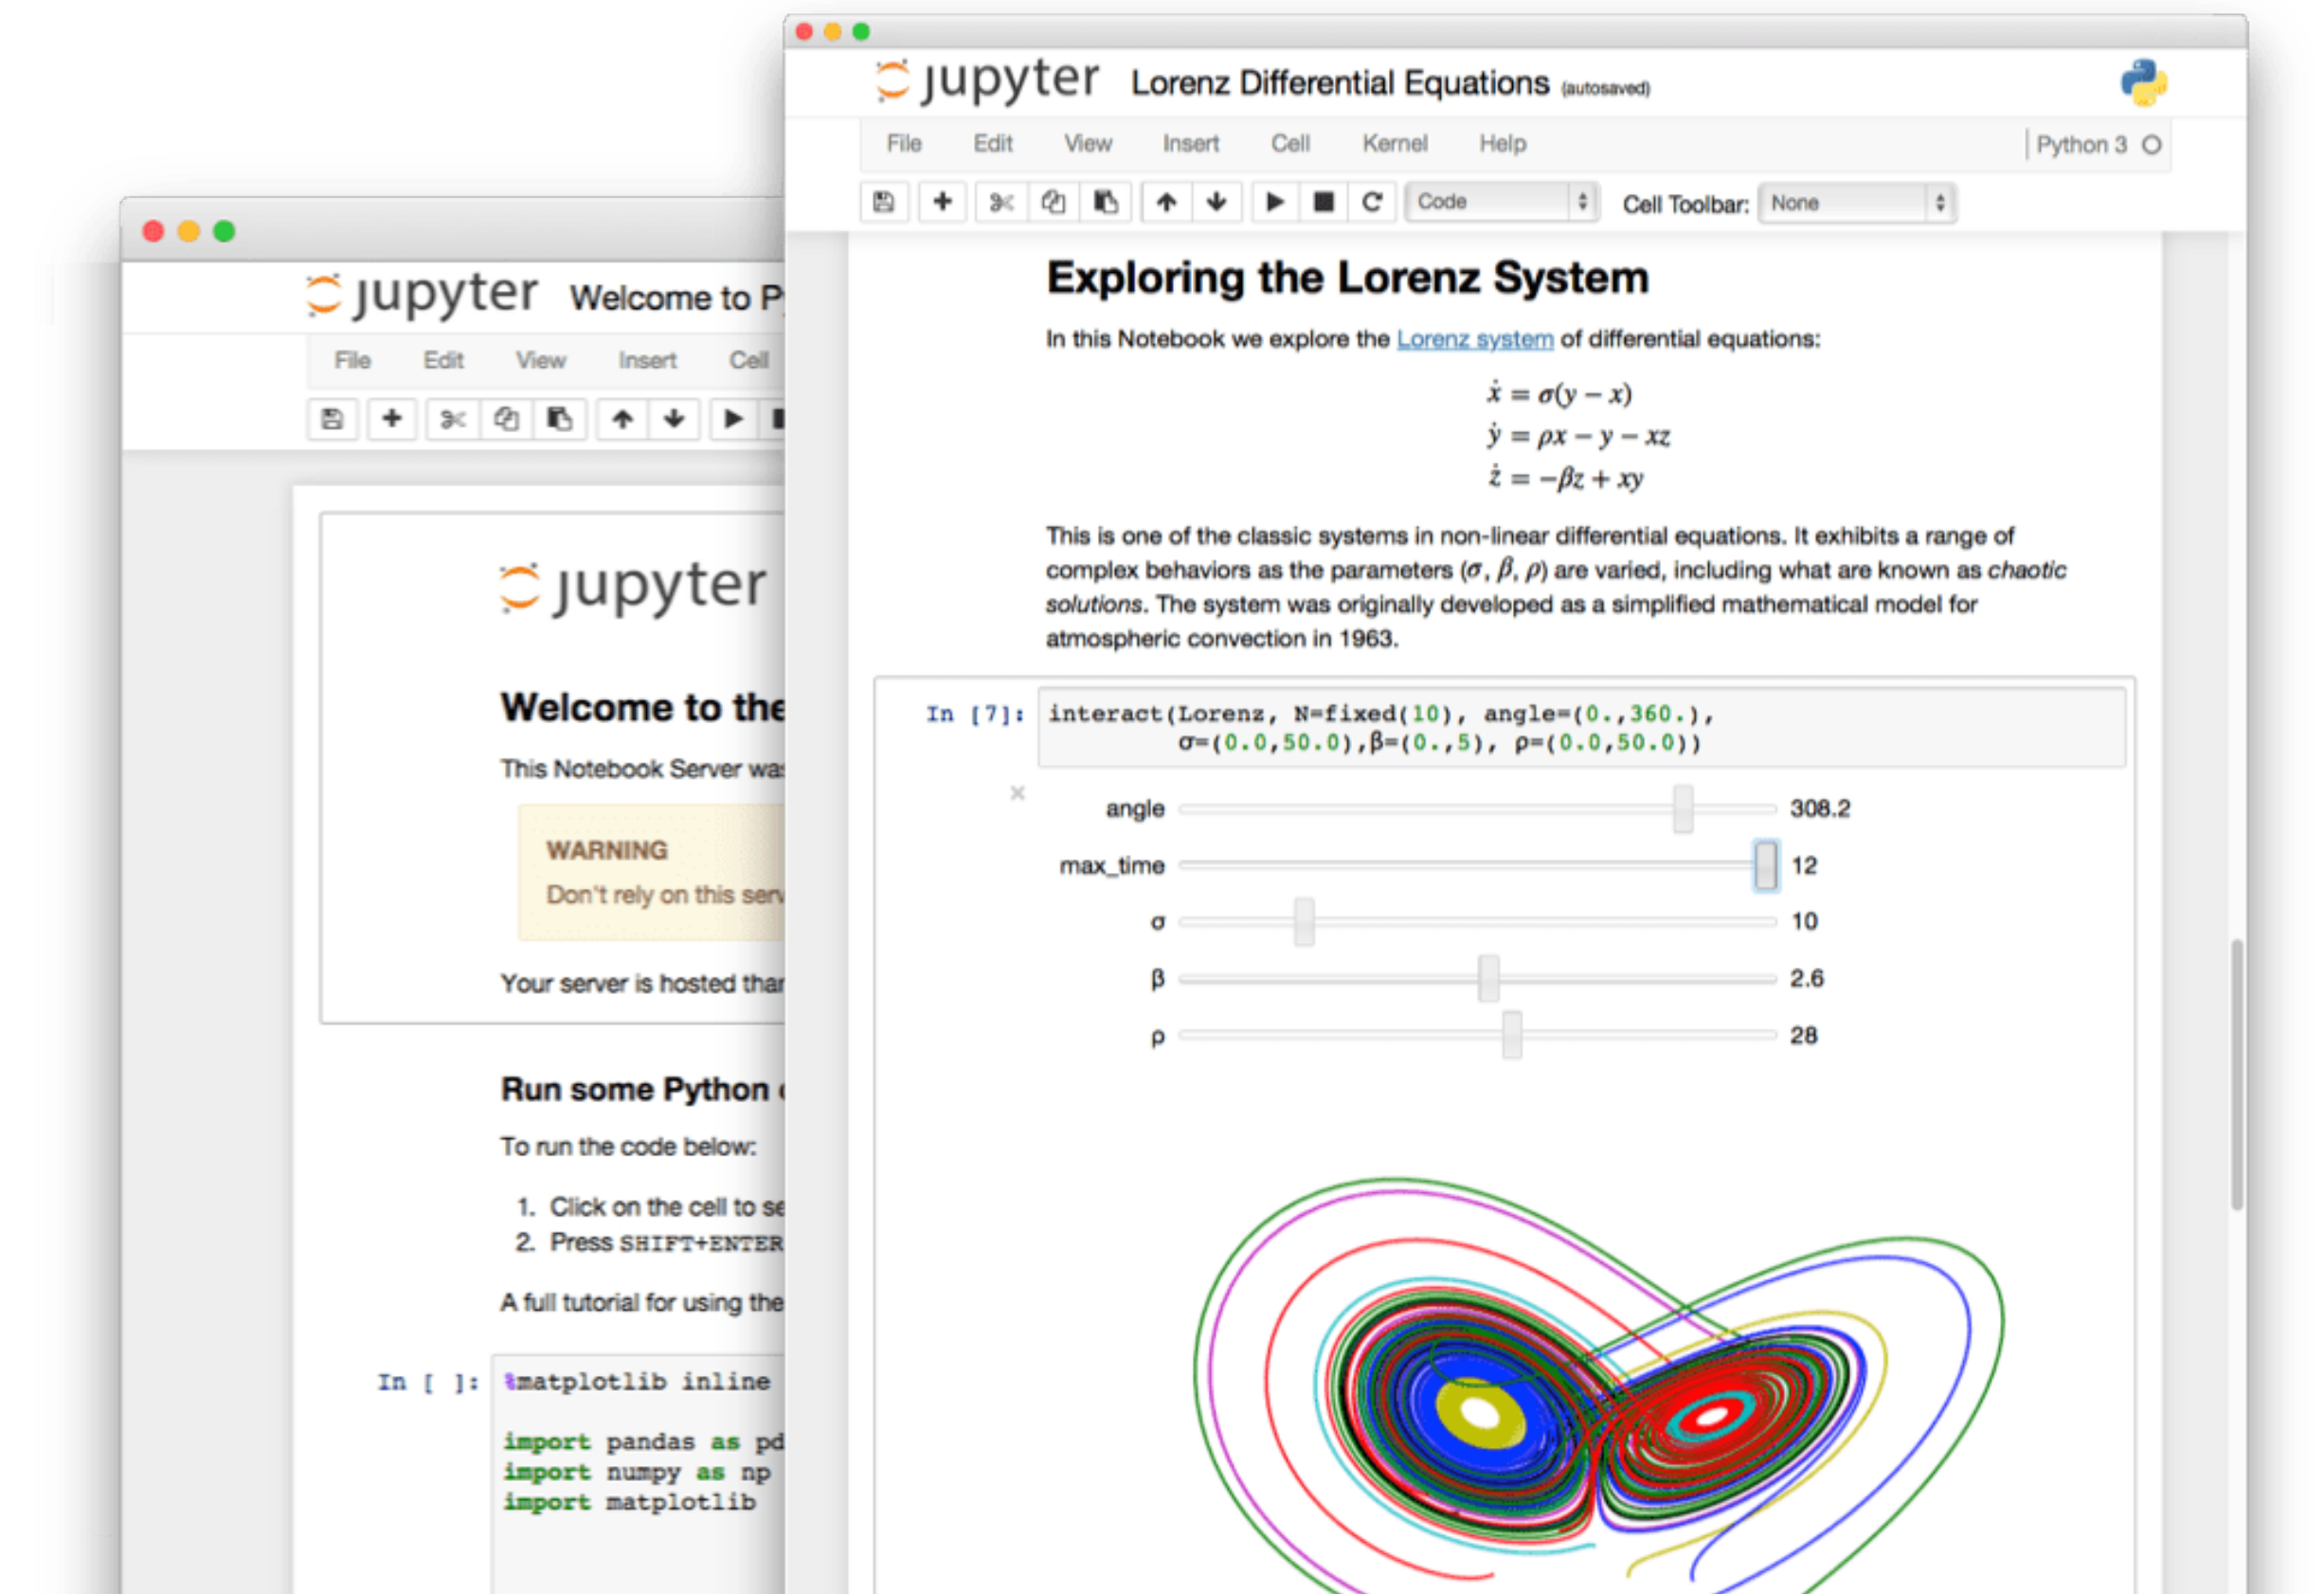 jupyter Lorenz Differential Equations (autosaved)
File Edit View Insert Cell Kernel Help Python 3
Code Cell Toolbar: None
Exploring the Lorenz System
In this Notebook we explore the Lorenz system of differential equations:
ẋ = σ(y − x)
ẏ = ρx − y − xz
ż = −βz + xy
This is one of the classic systems in non-linear differential equations. It exhibits a range of
complex behaviors as the parameters (σ, β, ρ) are varied, including what are known as chaotic
solutions. The system was originally developed as a simplified mathematical model for
atmospheric convection in 1963.
In [7]: interact(Lorenz, N=fixed(10), angle=(0.,360.),
σ=(0.0,50.0),β=(0.,5), ρ=(0.0,50.0))
angle 308.2
max_time 12
σ 10
β 2.6
ρ 28
jupyter Welcome to P
File Edit View Insert Cell
jupyter
Welcome to the
This Notebook Server was
WARNING
Don't rely on this serv
Your server is hosted than
Run some Python
To run the code below:
1. Click on the cell to se
2. Press SHIFT+ENTER
A full tutorial for using the
In [ ]: %matplotlib inline
import pandas as pd
import numpy as np
import matplotlib